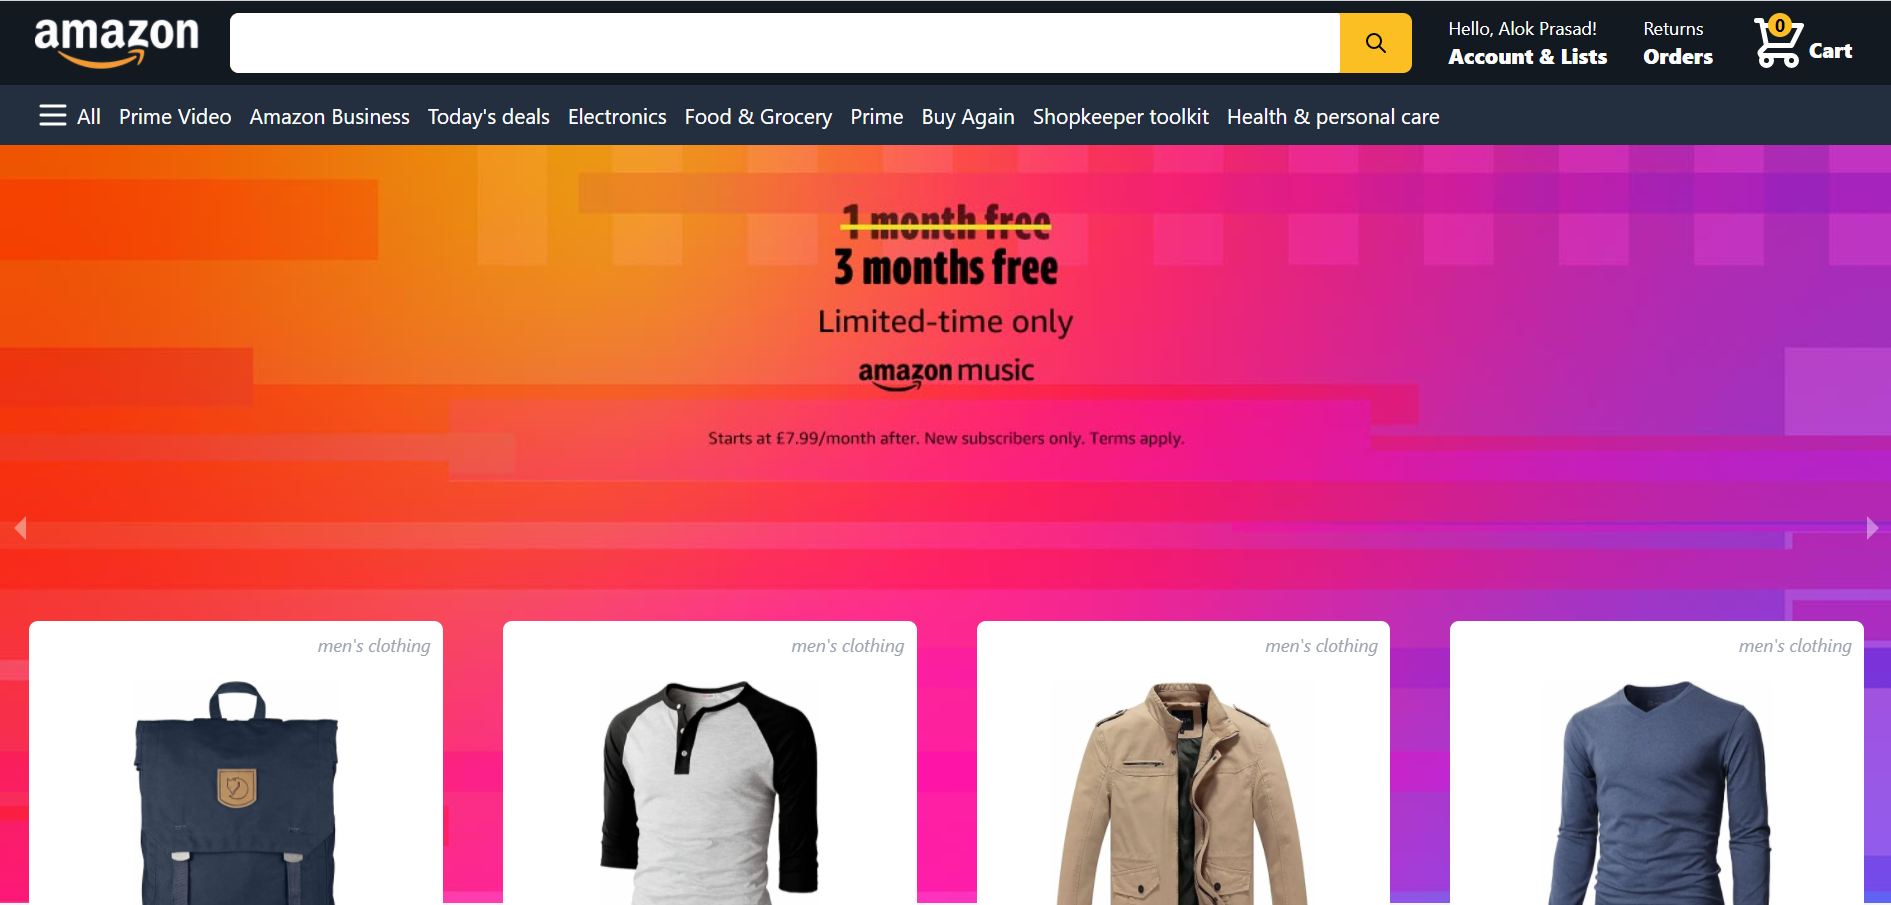 amazon
Hello, Alok Prasad!
Account & Lists
Returns
Orders
0
Cart
All Prime Video Amazon Business Today's deals Electronics Food & Grocery Prime Buy Again Shopkeeper toolkit Health & personal care
1 month free
3 months free
Limited-time only
amazon music
Starts at £7.99/month after. New subscribers only. Terms apply.
men's clothing
men's clothing
men's clothing
men's clothing